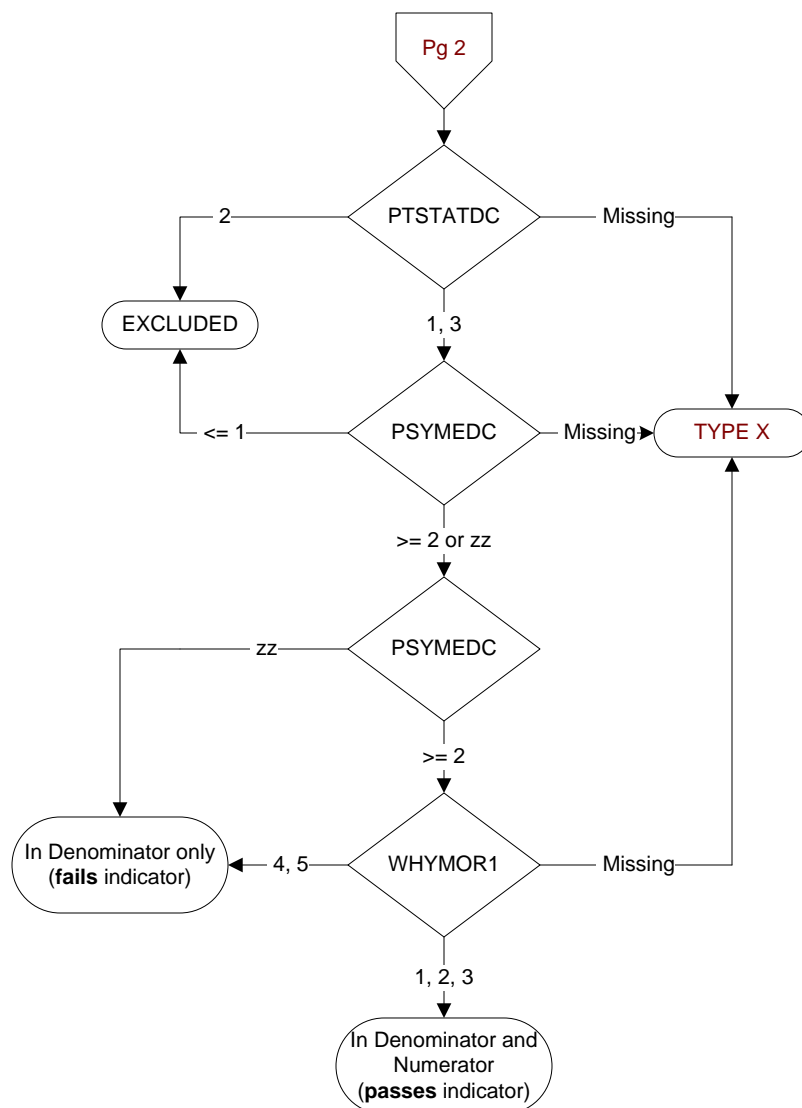 Pg 2
PTSTATDC
2
Missing
EXCLUDED
1, 3
PSYMEDC
<= 1
Missing
TYPE X
>= 2 or zz
PSYMEDC
zz
>= 2
In Denominator only
(fails indicator)
4, 5
WHYMOR1
Missing
1, 2, 3
In Denominator and
Numerator
(passes indicator)